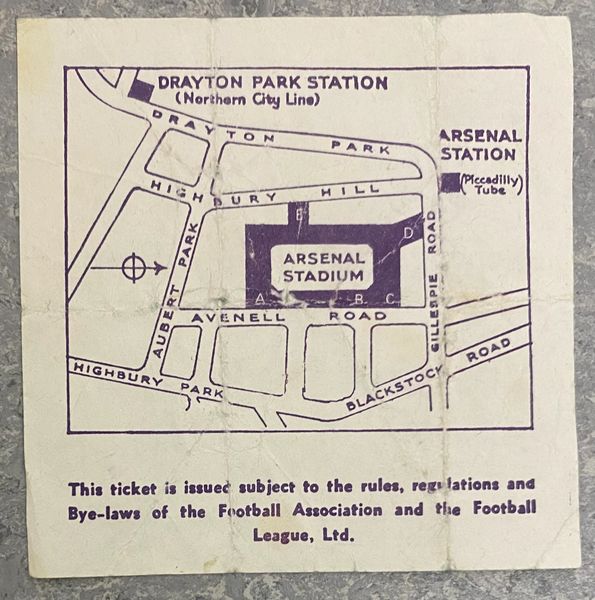 DRAYTON PARK STATION
(Northern City Line)
DRAYTON PARK
ARSENAL
STATION
(Piccadilly
Tube)
HIGHBURY HILL
E
D
ARSENAL
STADIUM
A B C
AVENELL ROAD
AUBERT PARK
GILLESPIE ROAD
HIGHBURY PARK
BLACKSTOCK ROAD
This ticket is issued subject to the rules, regulations and
Bye-laws of the Football Association and the Football
League, Ltd.